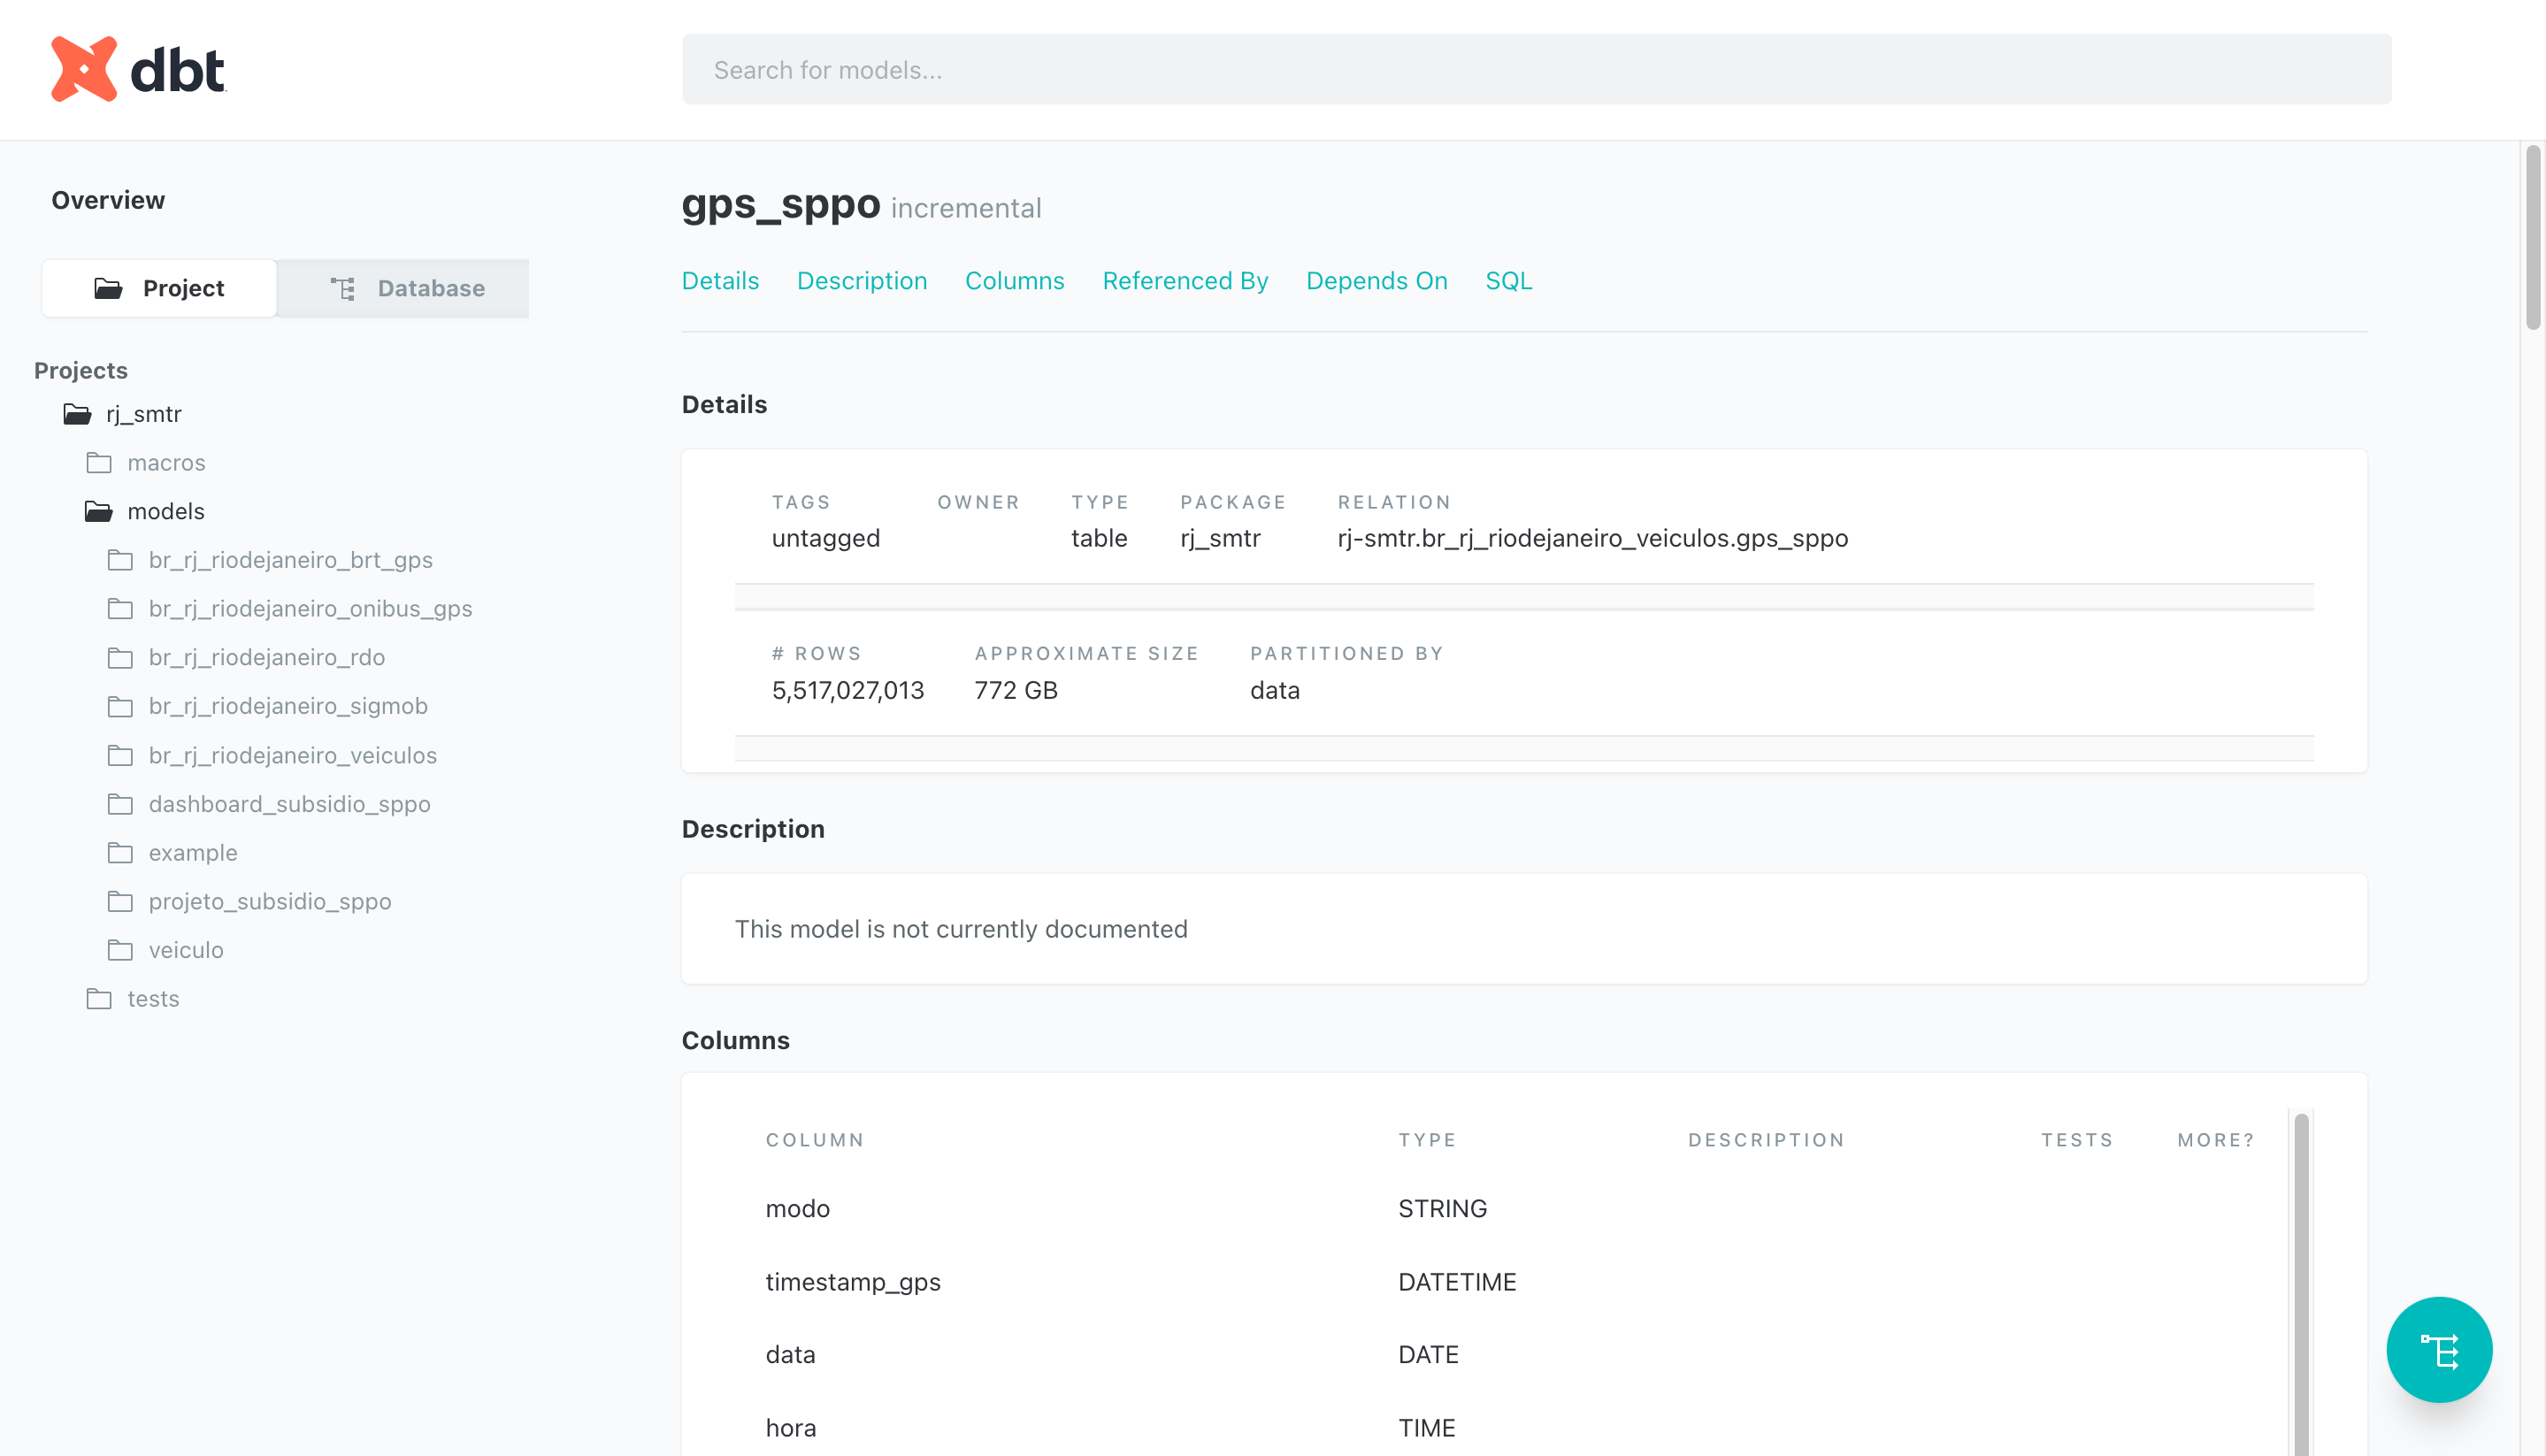 dbt
Search for models...
Overview
Project
Database
Projects
rj_smtr
macros
models
br_rj_riodejaneiro_brt_gps
br_rj_riodejaneiro_onibus_gps
br_rj_riodejaneiro_rdo
br_rj_riodejaneiro_sigmob
br_rj_riodejaneiro_veiculos
dashboard_subsidio_sppo
example
projeto_subsidio_sppo
veiculo
tests
gps_sppo incremental
Details Description Columns Referenced By Depends On SQL
Details
TAGS OWNER TYPE PACKAGE RELATION
untagged table rj_smtr rj-smtr.br_rj_riodejaneiro_veiculos.gps_sppo
# ROWS APPROXIMATE SIZE PARTITIONED BY
5,517,027,013 772 GB data
Description
This model is not currently documented
Columns
COLUMN TYPE DESCRIPTION TESTS MORE?
modo STRING
timestamp_gps DATETIME
data DATE
hora TIME